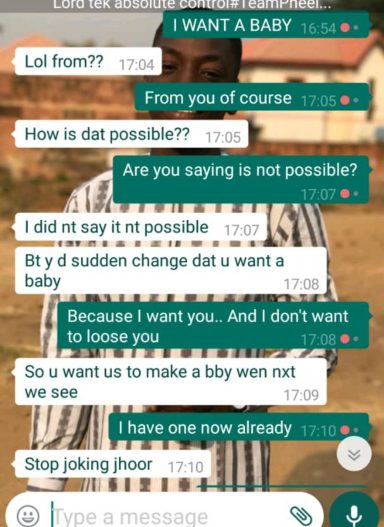 Lord tek absolute control#TeamPheel...
I WANT A BABY 16:54
Lol from?? 17:04
From you of course 17:05
How is dat possible?? 17:05
Are you saying is not possible?
17:07
I did nt say it nt possible 17:07
Bt y d sudden change dat u want a
baby 17:08
Because I want you.. And I don't want
to loose you 17:08
So u want us to make a bby wen nxt
we see 17:09
I have one now already 17:10
Stop joking jhoor 17:10
Type a message